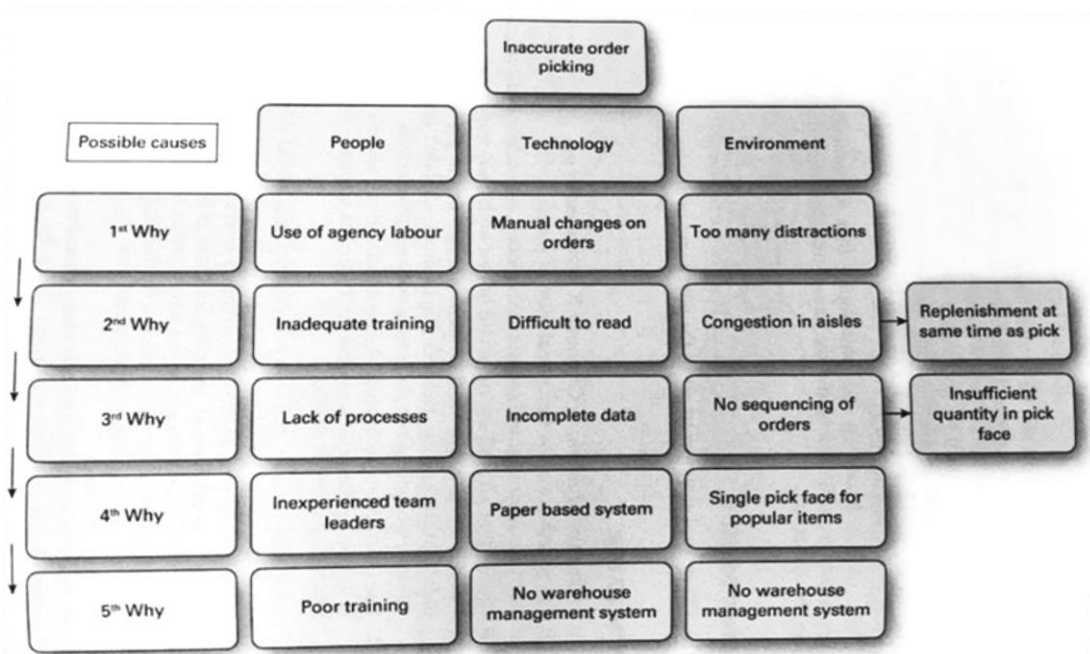 Inaccurate order
picking
Possible causes
People
Technology
Environment
1st Why
Use of agency labour
Manual changes on
orders
Too many distractions
2nd Why
Inadequate training
Difficult to read
Congestion in aisles
Replenishment at
same time as pick
3rd Why
Lack of processes
Incomplete data
No sequencing of
orders
Insufficient
quantity in pick
face
4th Why
Inexperienced team
leaders
Paper based system
Single pick face for
popular items
5th Why
Poor training
No warehouse
management system
No warehouse
management system